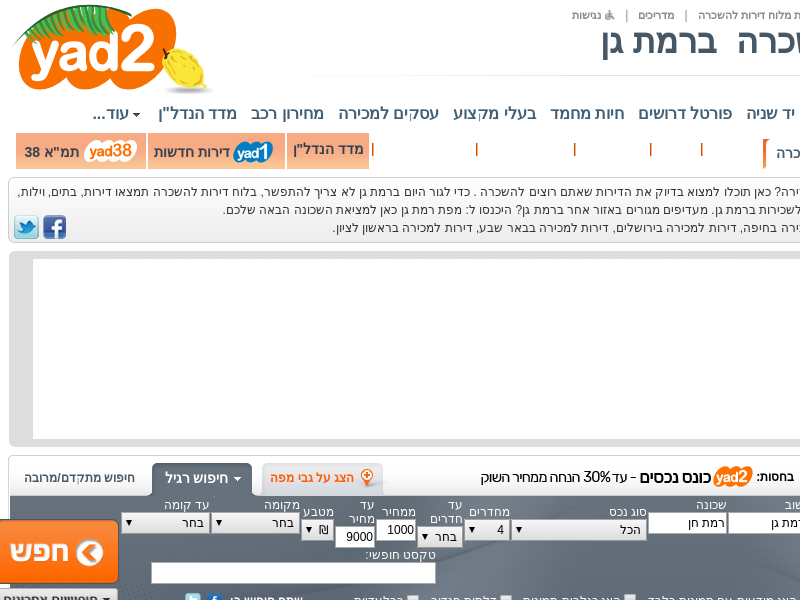 ת מלוח דירות להשכרה | מדריכים | נגישות
שכרה ברמת גן
yad2
יד שניה פורטל דרושים חיות מחמד בעלי מקצוע עסקים למכירה מחירון רכב מדד הנדל"ן עוד...
כרה | | | | | מדד הנדל"ן yad1 דירות חדשות yad38 תמ"א 38
ירה? כאן תוכלו למצוא בדיוק את הדירות שאתם רוצים להשכרה . כדי לגור היום ברמת גן לא צריך להתפשר, בלוח דירות להשכרה תמצאו דירות, בתים, וילות,
לשכירות ברמת גן. מעדיפים מגורים באזור אחר ברמת גן? היכנסו ל: מפת רמת גן כאן למציאת השכונה הבאה שלכם.
ירה בחיפה, דירות למכירה בירושלים, דירות למכירה בבאר שבע, דירות למכירה בראשון לציון.
בחסות: yad2 כונס נכסים - עד 30% הנחה ממחיר השוק
הצג על גבי מפה
חיפוש רגיל
חיפוש מתקדם/מרובה
שוב שכונה סוג נכס מחדרים עד חדרים ממחיר עד מחיר מטבע מקומה עד קומה
רמת גן רמת חן הכל 4 בחר 1000 9000 ₪ בחר בחר
טקסט חופשי:
חפש
הצג מודעות עם תמונות בלבד